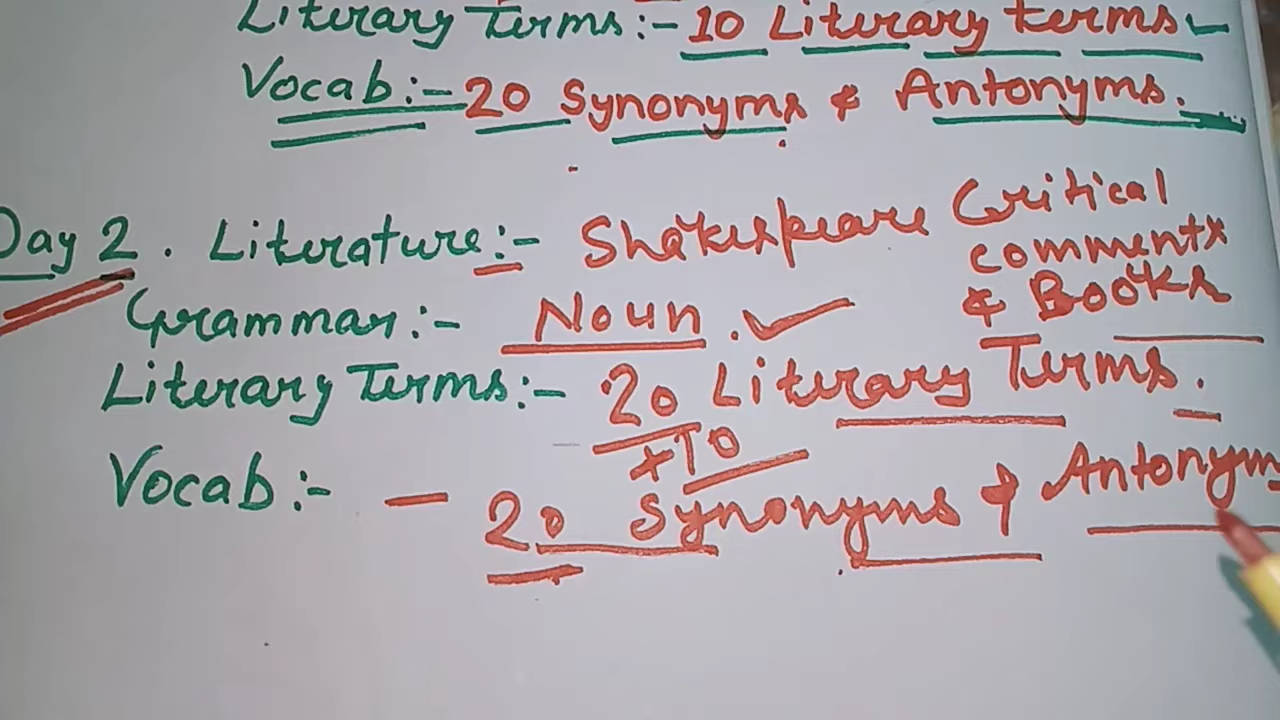 Literary Terms:- 10 Literary terms
Vocab:- 20 Synonyms & Antonyms.
Day 2. Literature:- Shakespeare Critical
comments
& Books
Grammar:- Noun.
Literary Terms:- 20 Literary Terms.
+10
Vocab:- - 20 Synonyms & Antonym